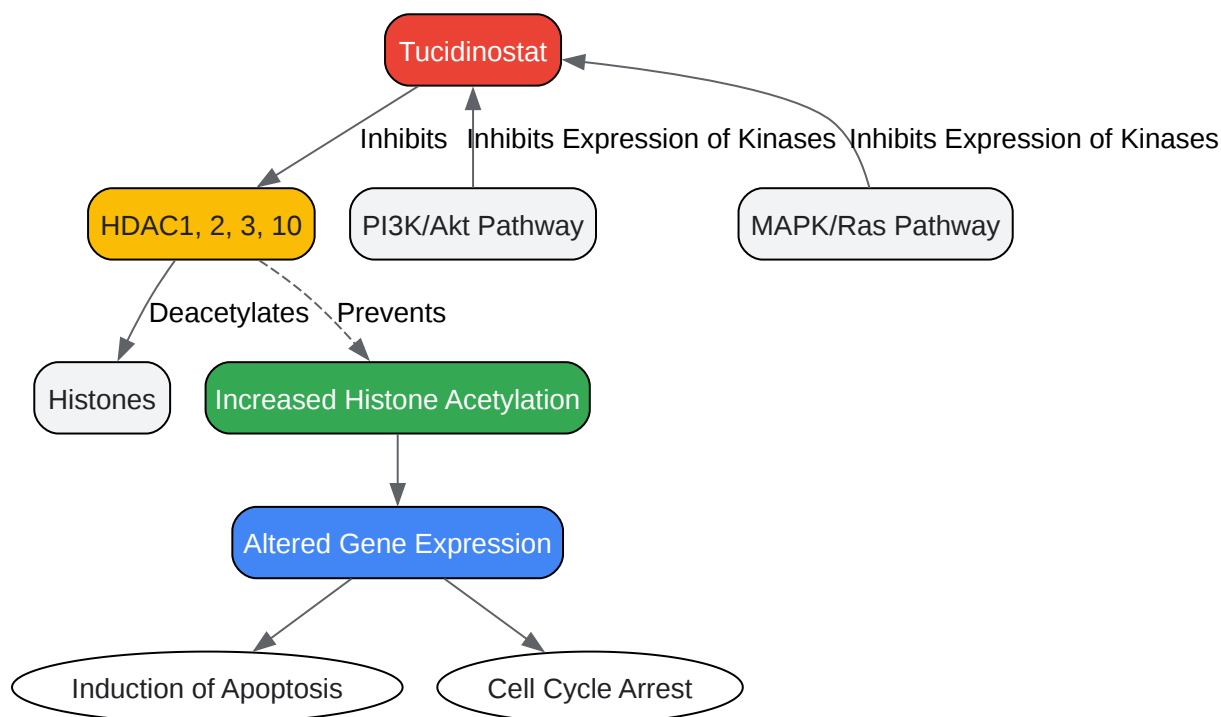 Tucidinostat
Inhibits
Inhibits Expression of Kinases
Inhibits Expression of Kinases
HDAC1, 2, 3, 10
PI3K/Akt Pathway
MAPK/Ras Pathway
Deacetylates
Prevents
Histones
Increased Histone Acetylation
Altered Gene Expression
Induction of Apoptosis
Cell Cycle Arrest